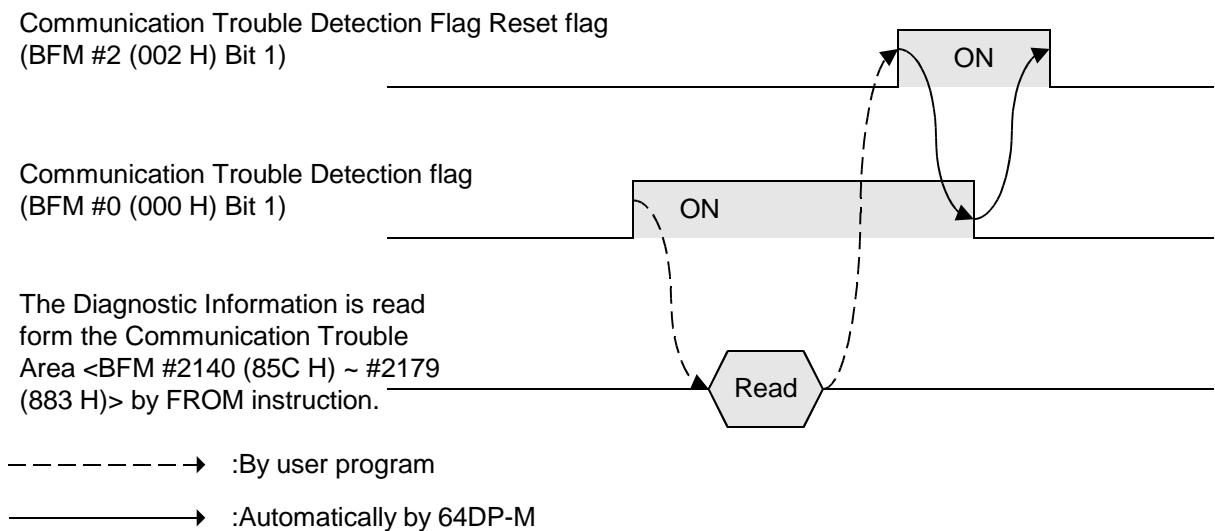 Communication Trouble Detection Flag Reset flag
(BFM #2 (002 H) Bit 1)
ON
Communication Trouble Detection flag
(BFM #0 (000 H) Bit 1)
ON
The Diagnostic Information is read
form the Communication Trouble
Area <BFM #2140 (85C H) ~ #2179
(883 H)> by FROM instruction.
Read
:By user program
:Automatically by 64DP-M